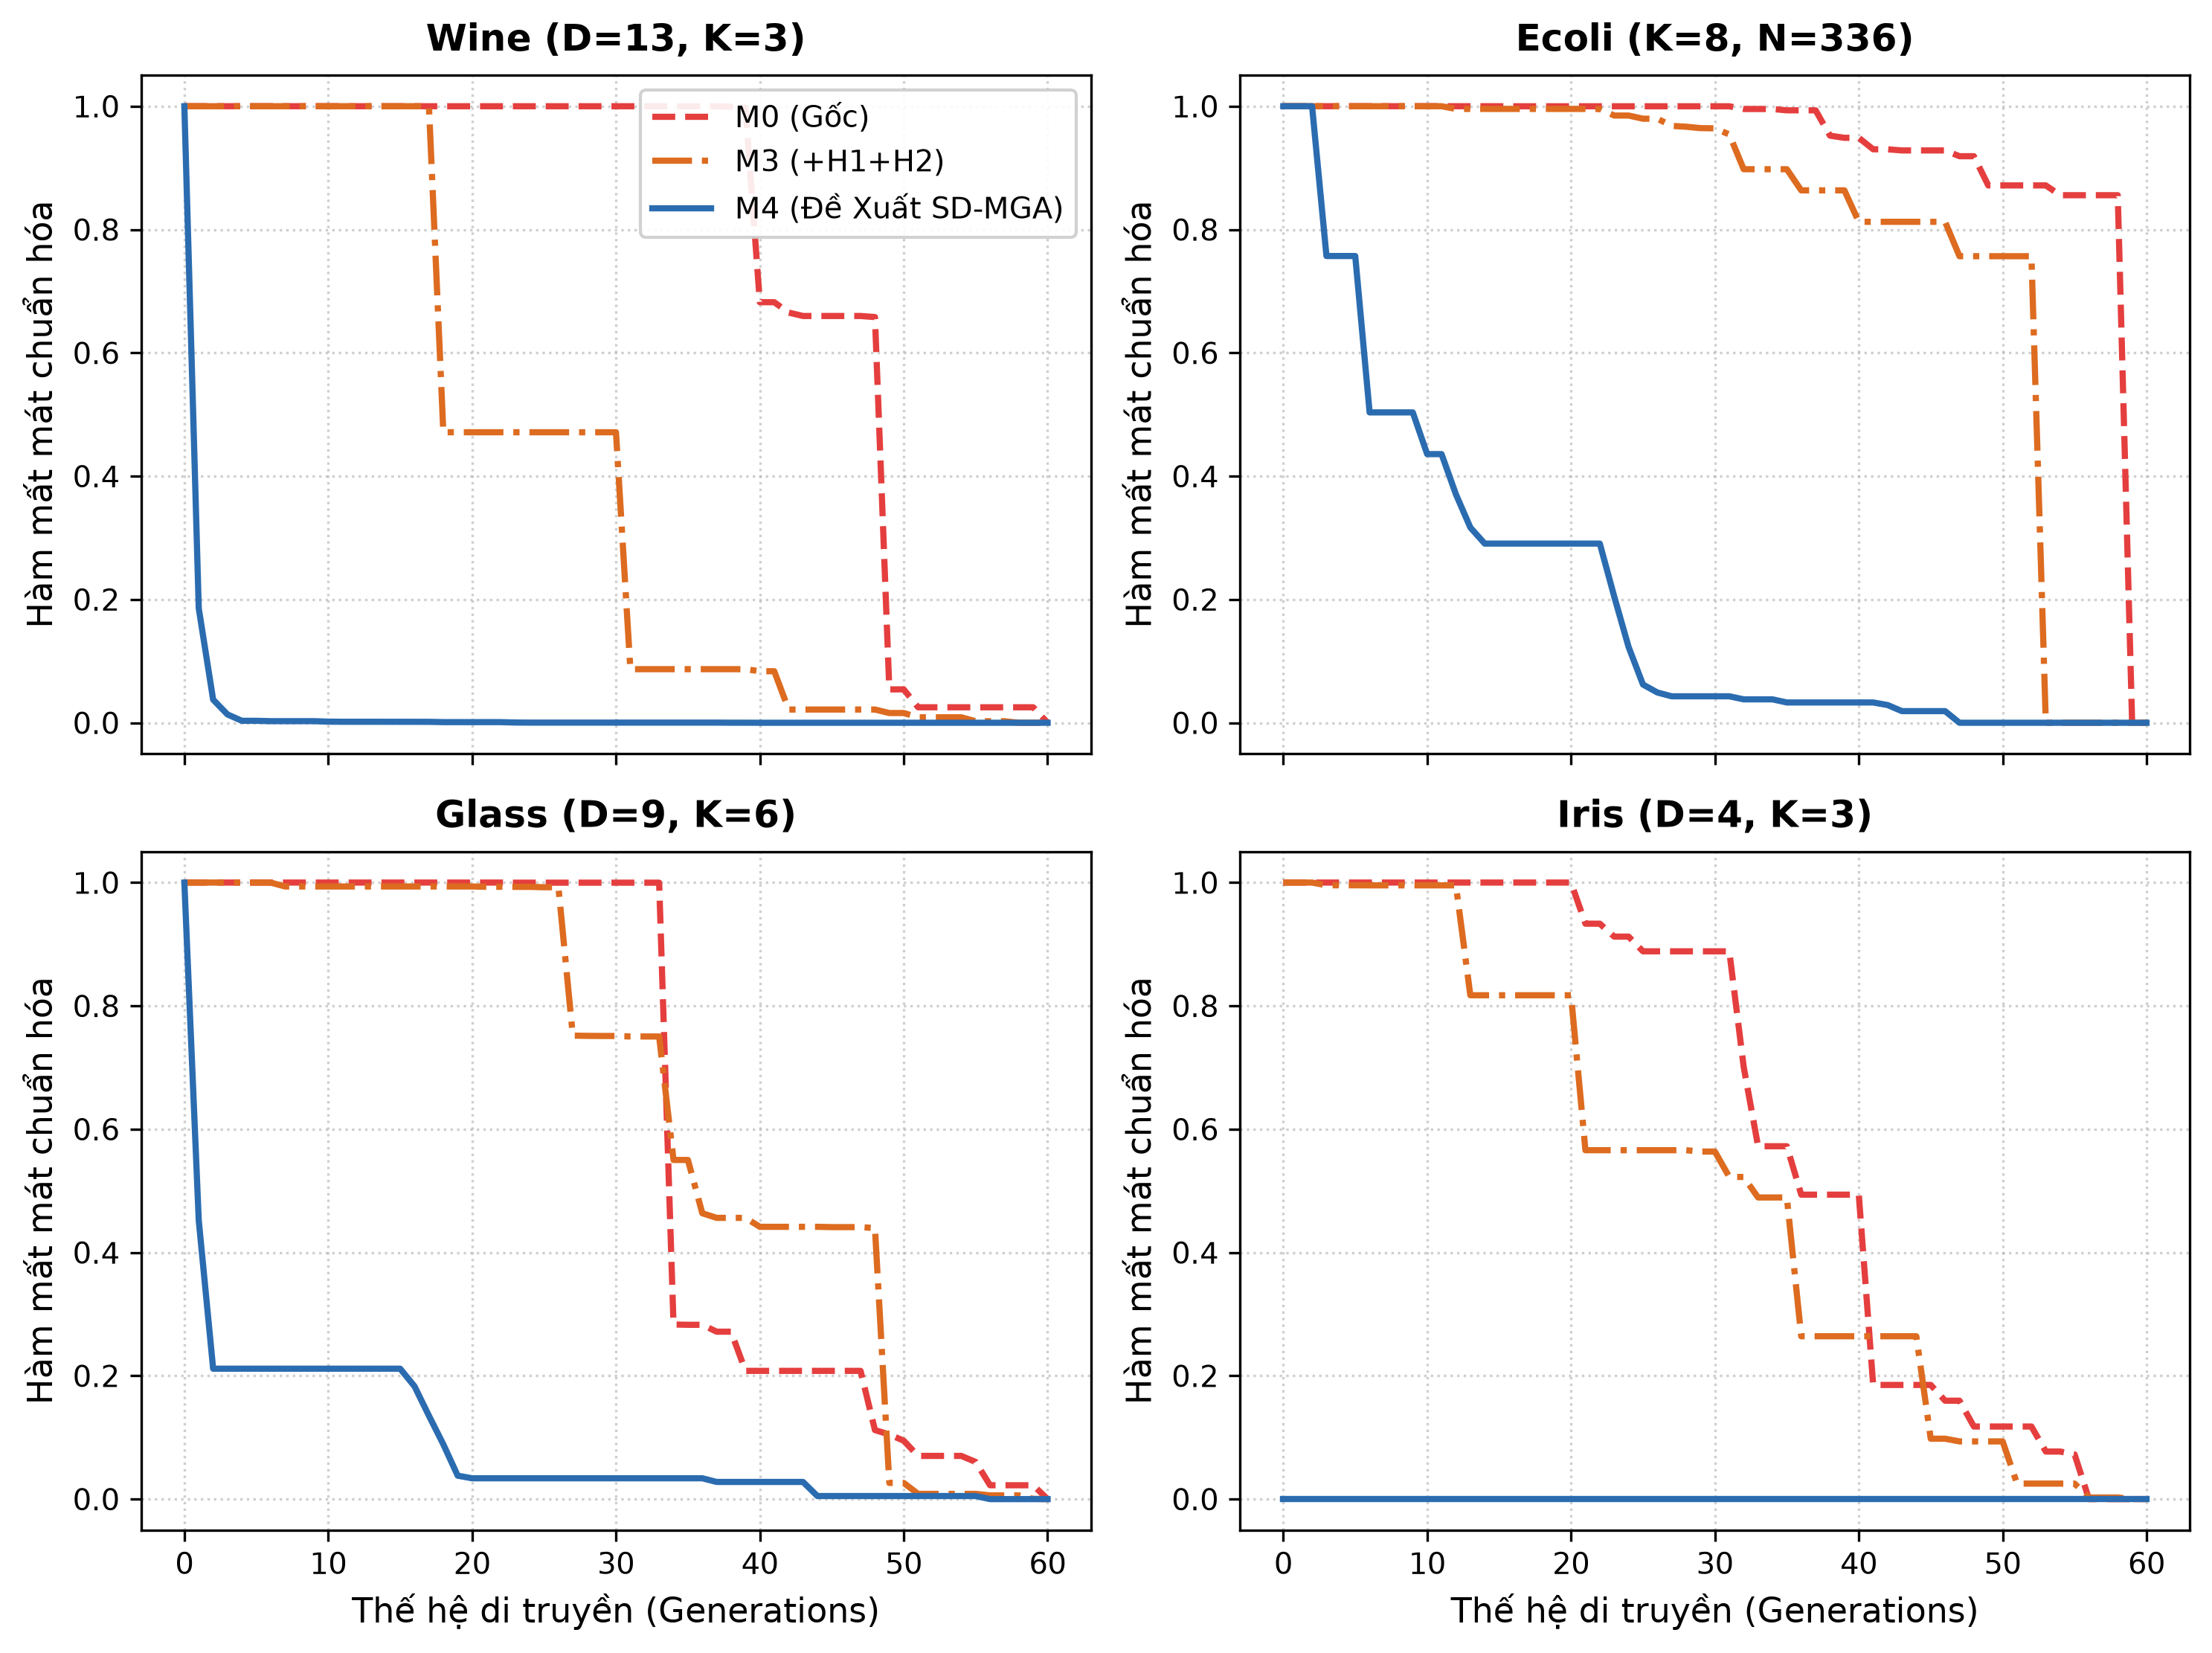 Wine (D=13, K=3)
Hàm mất mát chuẩn hóa
1.0
0.8
0.6
0.4
0.2
0.0
M0 (Gốc)
M3 (+H1+H2)
M4 (Đề Xuất SD-MGA)
Ecoli (K=8, N=336)
Hàm mất mát chuẩn hóa
1.0
0.8
0.6
0.4
0.2
0.0
Glass (D=9, K=6)
Hàm mất mát chuẩn hóa
1.0
0.8
0.6
0.4
0.2
0.0
0 10 20 30 40 50 60
Thế hệ di truyền (Generations)
Iris (D=4, K=3)
Hàm mất mát chuẩn hóa
1.0
0.8
0.6
0.4
0.2
0.0
0 10 20 30 40 50 60
Thế hệ di truyền (Generations)